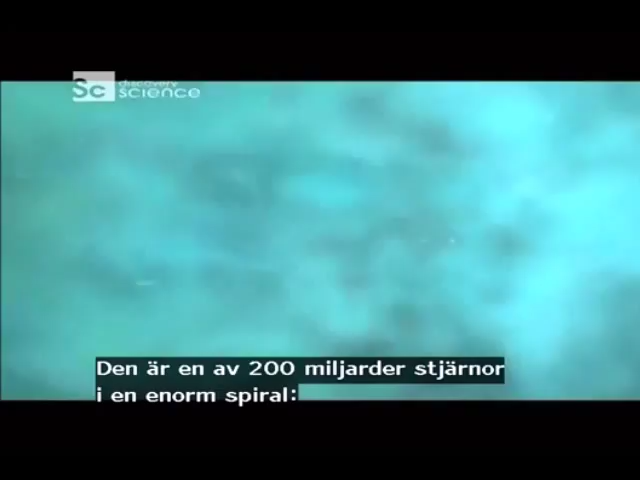 Sc discovery
science
Den är en av 200 miljarder stjärnor
i en enorm spiral: